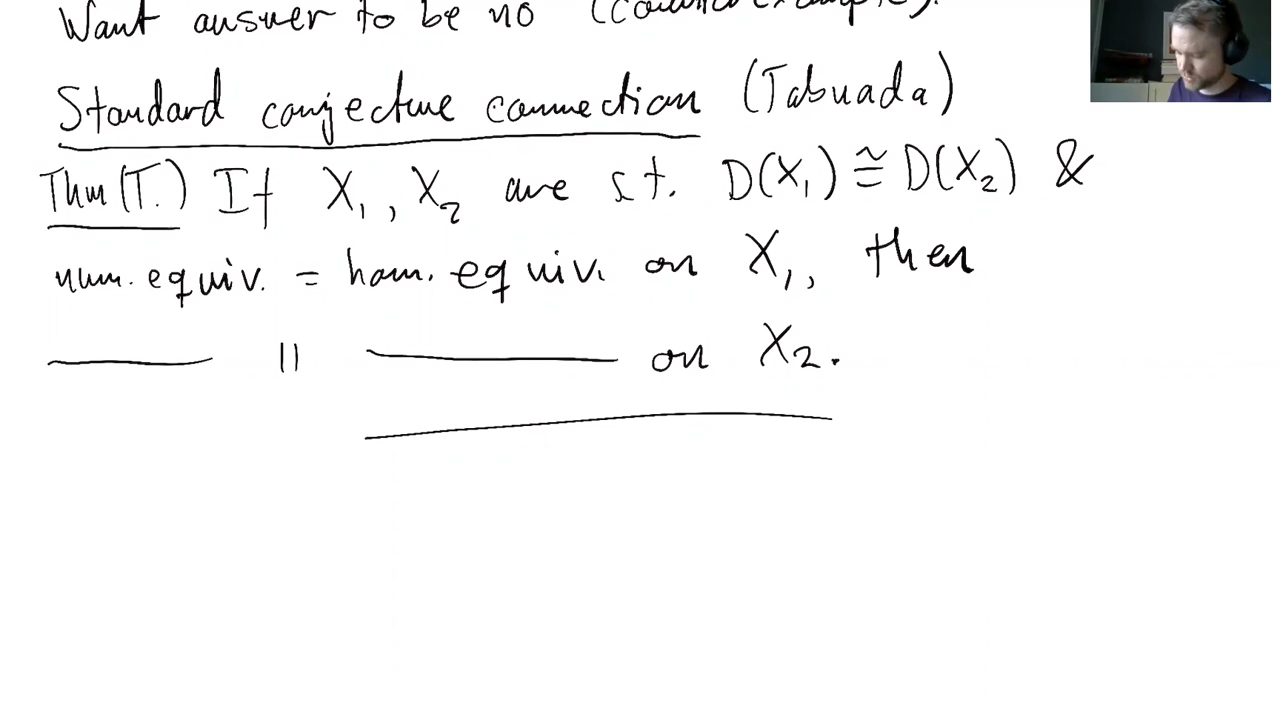 Want answer to be no (counterexample).
Standard conjecture connection (Tabuada)
Thm (T.) If X₁, X₂ are s.t. D(X₁) ≅ D(X₂) &
num. equiv. = hom. equiv. on X₁, then
—— " —— on X₂.